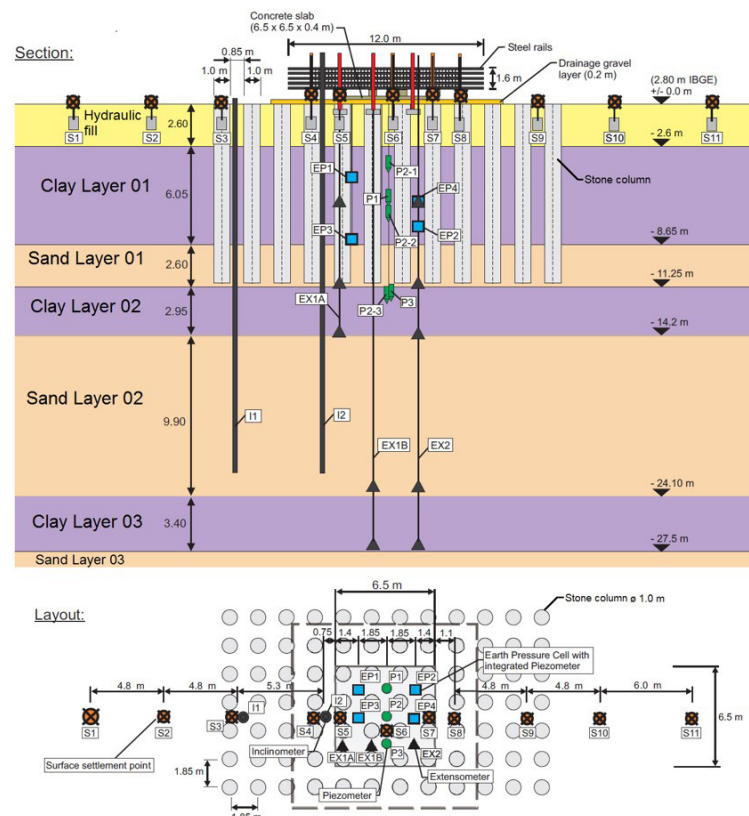 Section:
Concrete slab
(6.5 x 6.5 x 0.4 m)
12.0 m
Steel rails
0.85 m
1.0 m
1.0 m
1.6 m
Drainage gravel
layer (0.2 m)
(2.80 m IBGE)
+/- 0.0 m
Hydraulic
fill
2.60
S1
S2
S3
S4
S5
S6
S7
S8
S9
S10
S11
- 2.6 m
Clay Layer 01
6.05
EP1
P2-1
P1
EP4
Stone column
EP3
P2-2
EP2
- 8.65 m
Sand Layer 01
2.60
- 11.25 m
Clay Layer 02
2.95
EX1A
P2-3
P3
- 14.2 m
Sand Layer 02
9.90
I1
I2
EX1B
EX2
- 24.10 m
Clay Layer 03
3.40
- 27.5 m
Sand Layer 03
Layout:
6.5 m
Stone column ø 1.0 m
0.75
1.4
1.85
1.85
1.4
1.1
Earth Pressure Cell with
integrated Piezometer
4.8 m
4.8 m
5.3 m
EP1
P1
EP2
4.8 m
4.8 m
6.0 m
I1
I2
EP3
P2
EP4
6.5 m
S1
S2
S3
S4
S5
S6
S7
S8
S9
S10
S11
Inclinometer
Surface settlement
point
EX1A
EX1B
P3
EX2
Extensometer
1.85 m
Piezometer
1.85 m